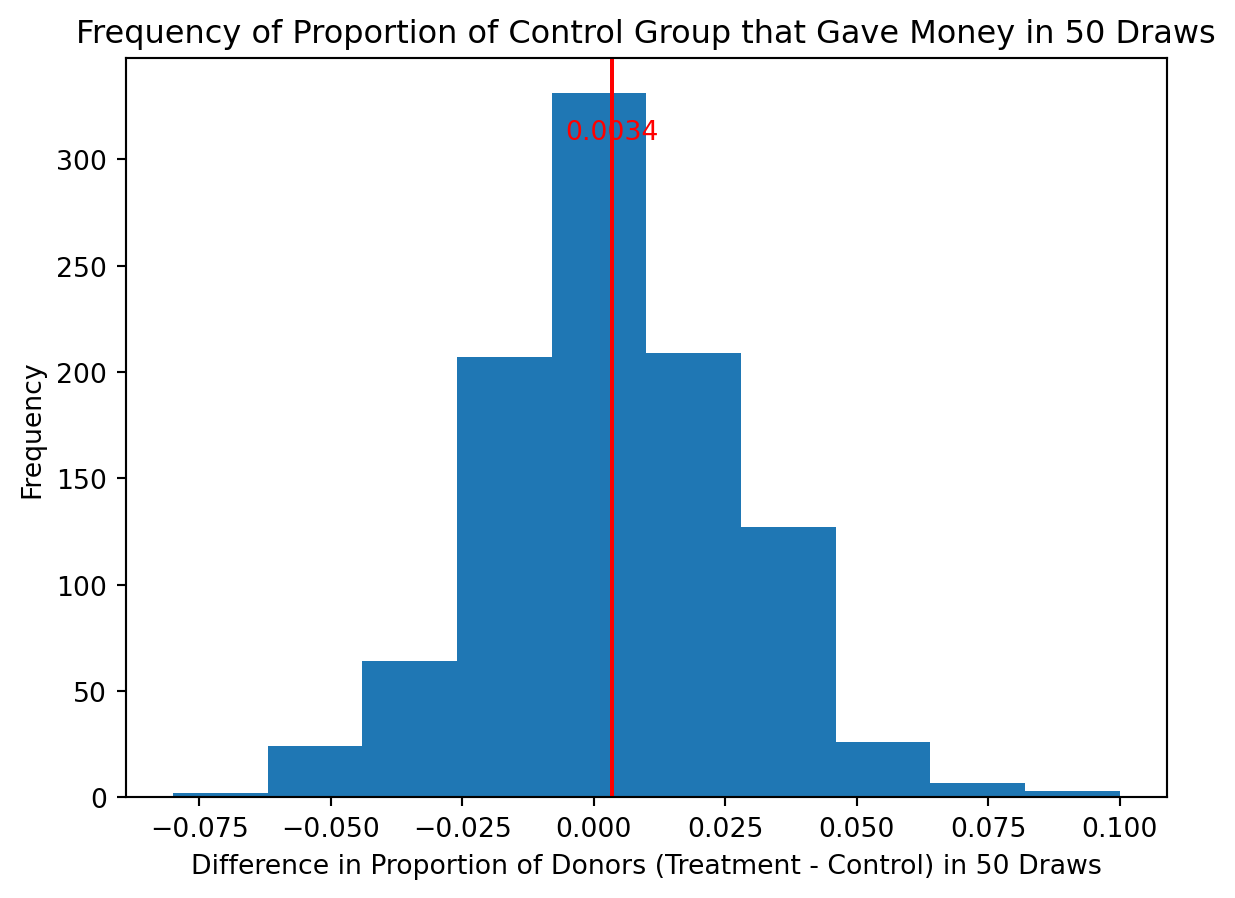 Frequency of Proportion of Control Group that Gave Money in 50 Draws
0.0034
300
250
200
150
100
50
0
Frequency
−0.075 −0.050 −0.025 0.000 0.025 0.050 0.075 0.100
Difference in Proportion of Donors (Treatment - Control) in 50 Draws